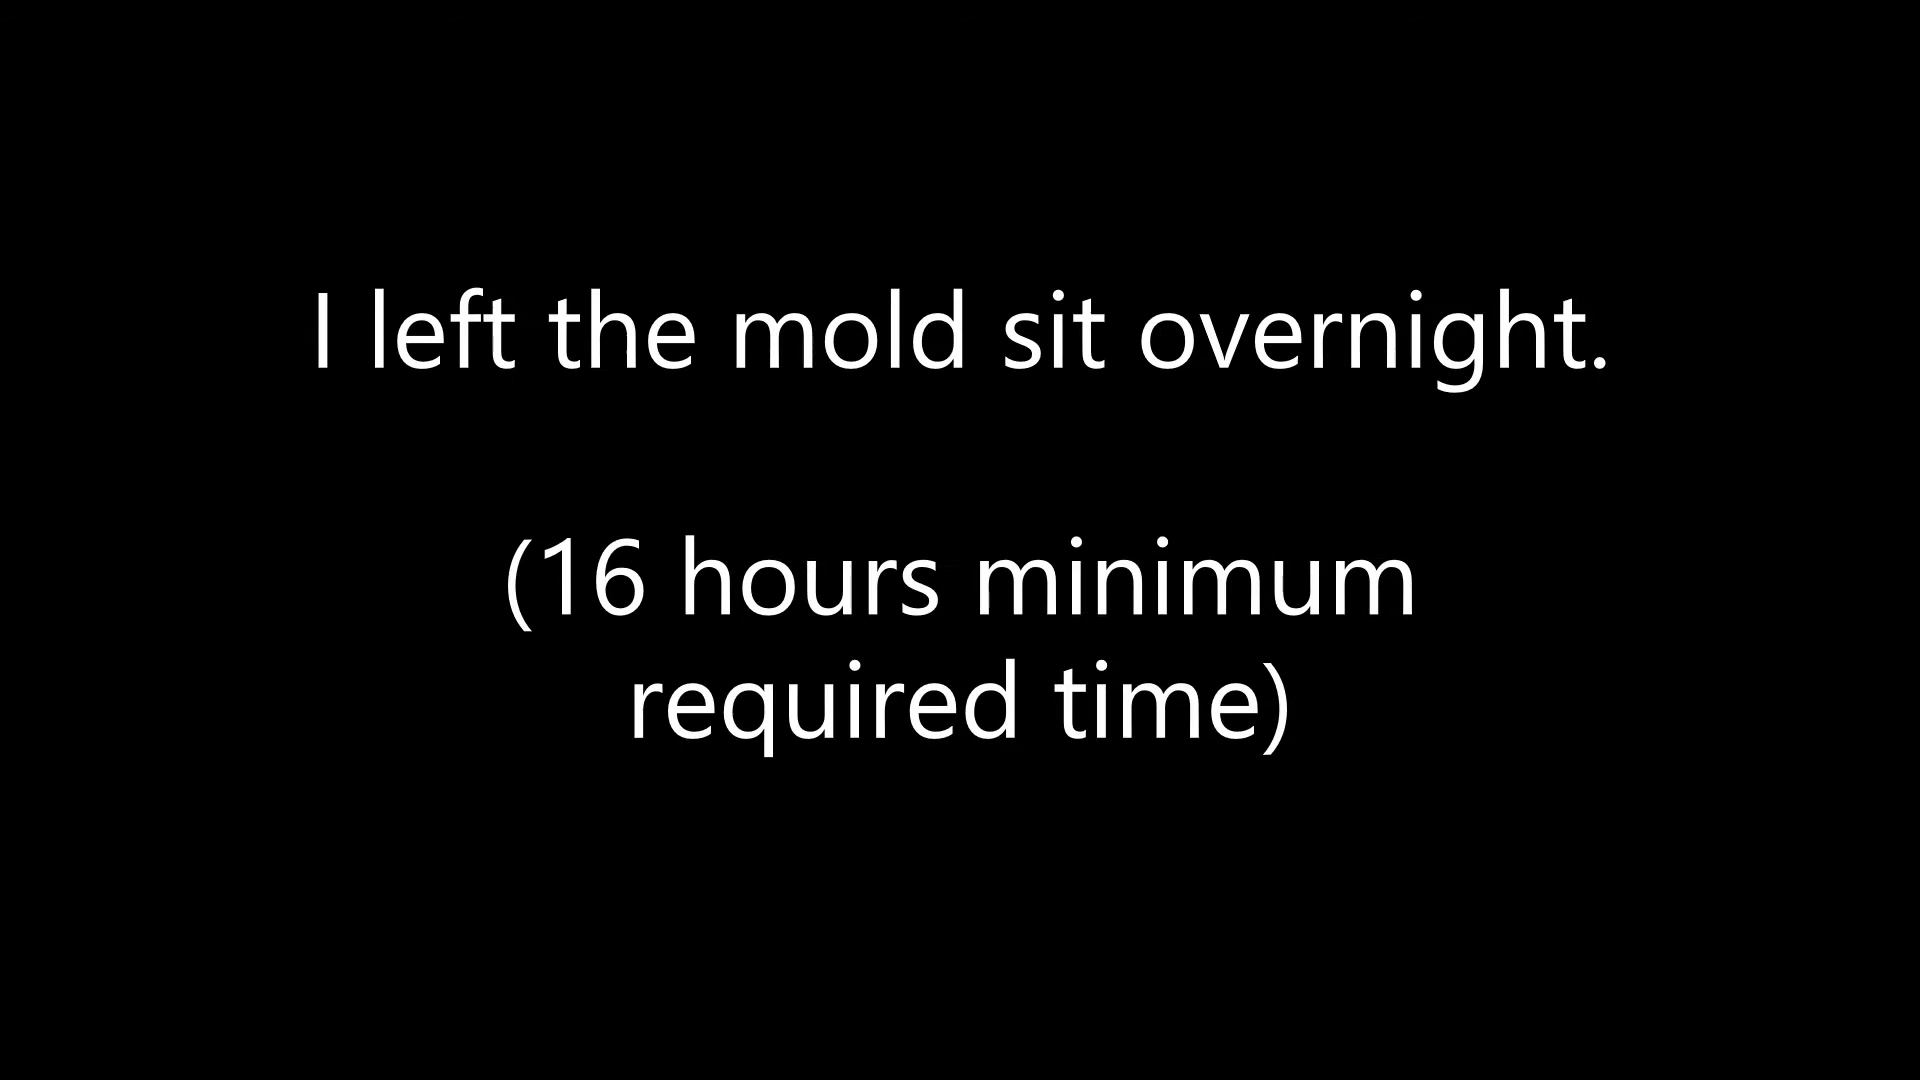 I left the mold sit overnight.
(16 hours minimum
required time)